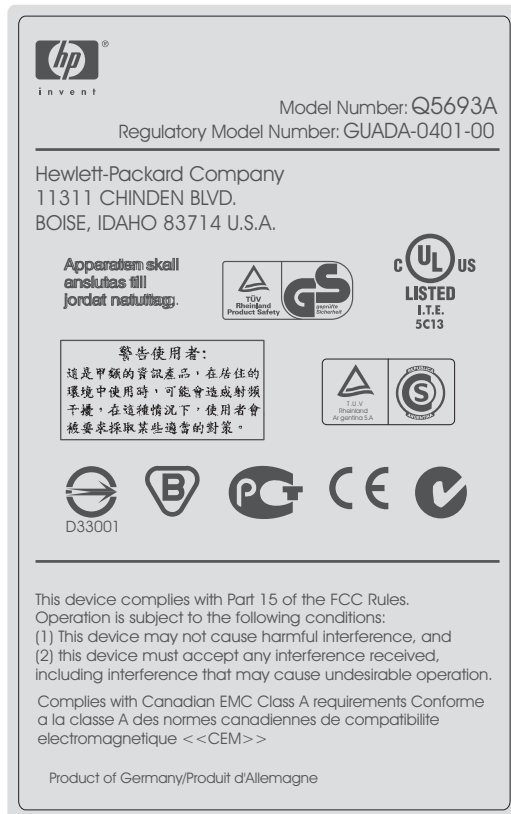 hp ®
invent
Model Number: Q5693A
Regulatory Model Number: GUADA-0401-00
Hewlett-Packard Company
11311 CHINDEN BLVD.
BOISE, IDAHO 83714 U.S.A.
Apparaten skall
anslutas till
jordat natuttag.
TÜV
Rheinland
Product Safety
GS
geprüfte
Sicherheit
C UL US
LISTED
I.T.E.
5C13
警告使用者:
這是甲類的資訊產品,在居住的
環境中使用時,可能會造成射頻
干擾,在這種情況下,使用者會
被要求採取某些適當的對策。
T.U.V
Rheinland
Argentina S.A
REPUBLICA
S
ARGENTINA
D33001
B
PCT
CE
This device complies with Part 15 of the FCC Rules.
Operation is subject to the following conditions:
(1) This device may not cause harmful interference, and
(2) this device must accept any interference received,
including interference that may cause undesirable operation.
Complies with Canadian EMC Class A requirements Conforme
a la classe A des normes canadiennes de compatibilite
electromagnetique <<CEM>>
Product of Germany/Produit d'Allemagne